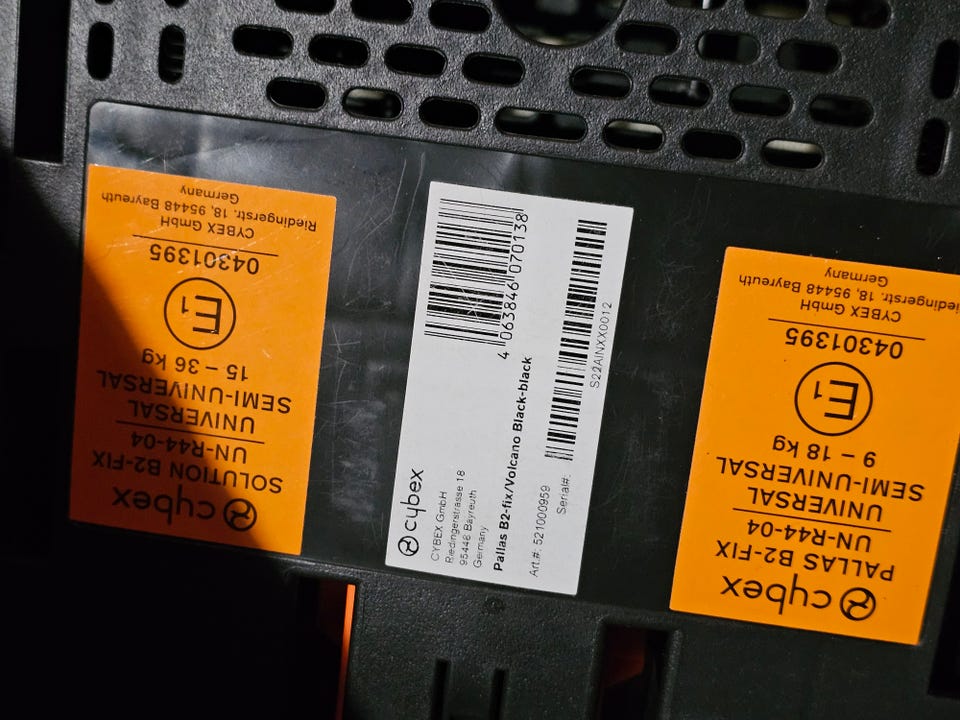 cybex
SOLUTION B2-FIX
UN-R44-04
UNIVERSAL
SEMI-UNIVERSAL
15 – 36 kg
E1
04301395
CYBEX GmbH
Riedingerstr. 18, 95448 Bayreuth
Germany
cybex
CYBEX GmbH
Riedingerstrasse 18
95448 Bayreuth
Germany
Pallas B2-fix/Volcano Black-black
Art.#: 521000959
Serial#:
4 063846 070138
S22AINXX0012
cybex
PALLAS B2-FIX
UN-R44-04
UNIVERSAL
SEMI-UNIVERSAL
9 – 18 kg
E1
04301395
CYBEX GmbH
Riedingerstr. 18, 95448 Bayreuth
Germany